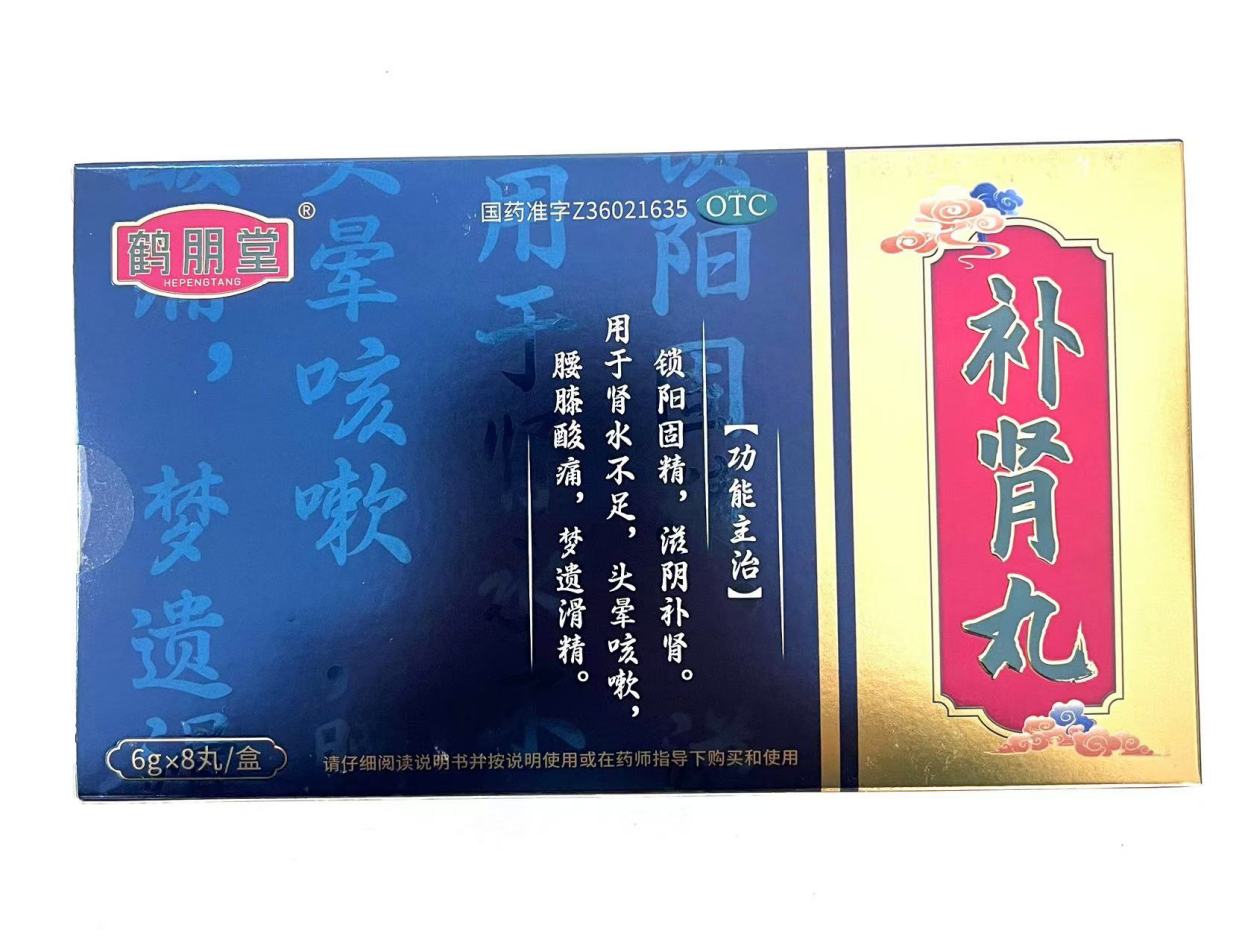 鹤朋堂®
HEPENGTANG
国药准字Z36021635 OTC
【功能主治】
锁阳固精，滋阴补肾。
用于肾水不足，头晕咳嗽，
腰膝酸痛，梦遗滑精。
补肾丸
6g×8丸/盒
请仔细阅读说明书并按说明使用或在药师指导下购买和使用